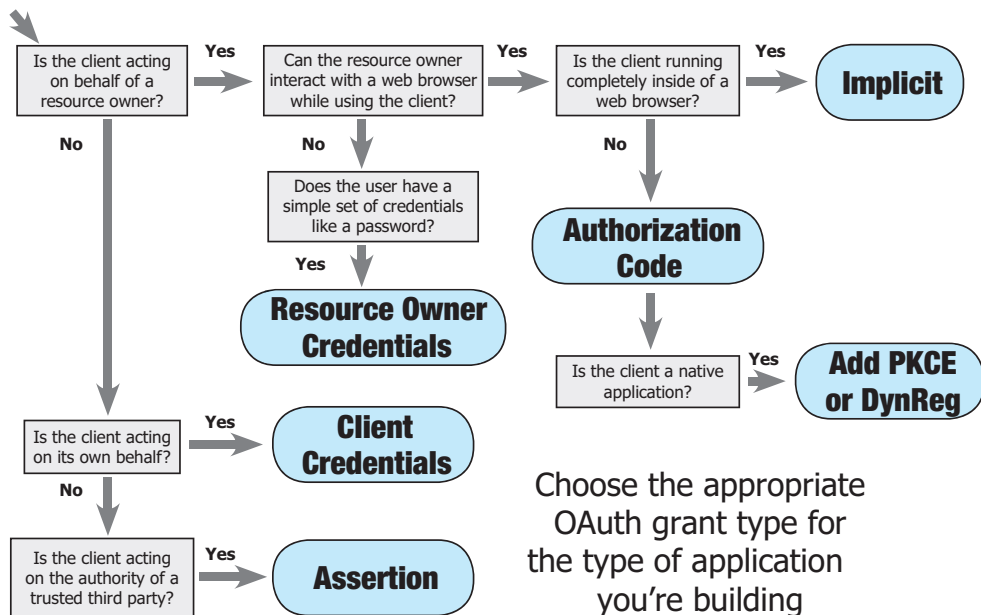 Is the client acting
on behalf of a
resource owner?
Yes
Can the resource owner
interact with a web browser
while using the client?
Yes
Is the client running
completely inside of a
web browser?
Yes
Implicit
No
No
No
Does the user have a
simple set of credentials
like a password?
Authorization
Code
Yes
Resource Owner
Credentials
Is the client a native
application?
Yes
Add PKCE
or DynReg
Is the client acting
on its own behalf?
Yes
Client
Credentials
No
Is the client acting
on the authority of a
trusted third party?
Yes
Assertion
Choose the appropriate
OAuth grant type for
the type of application
you're building